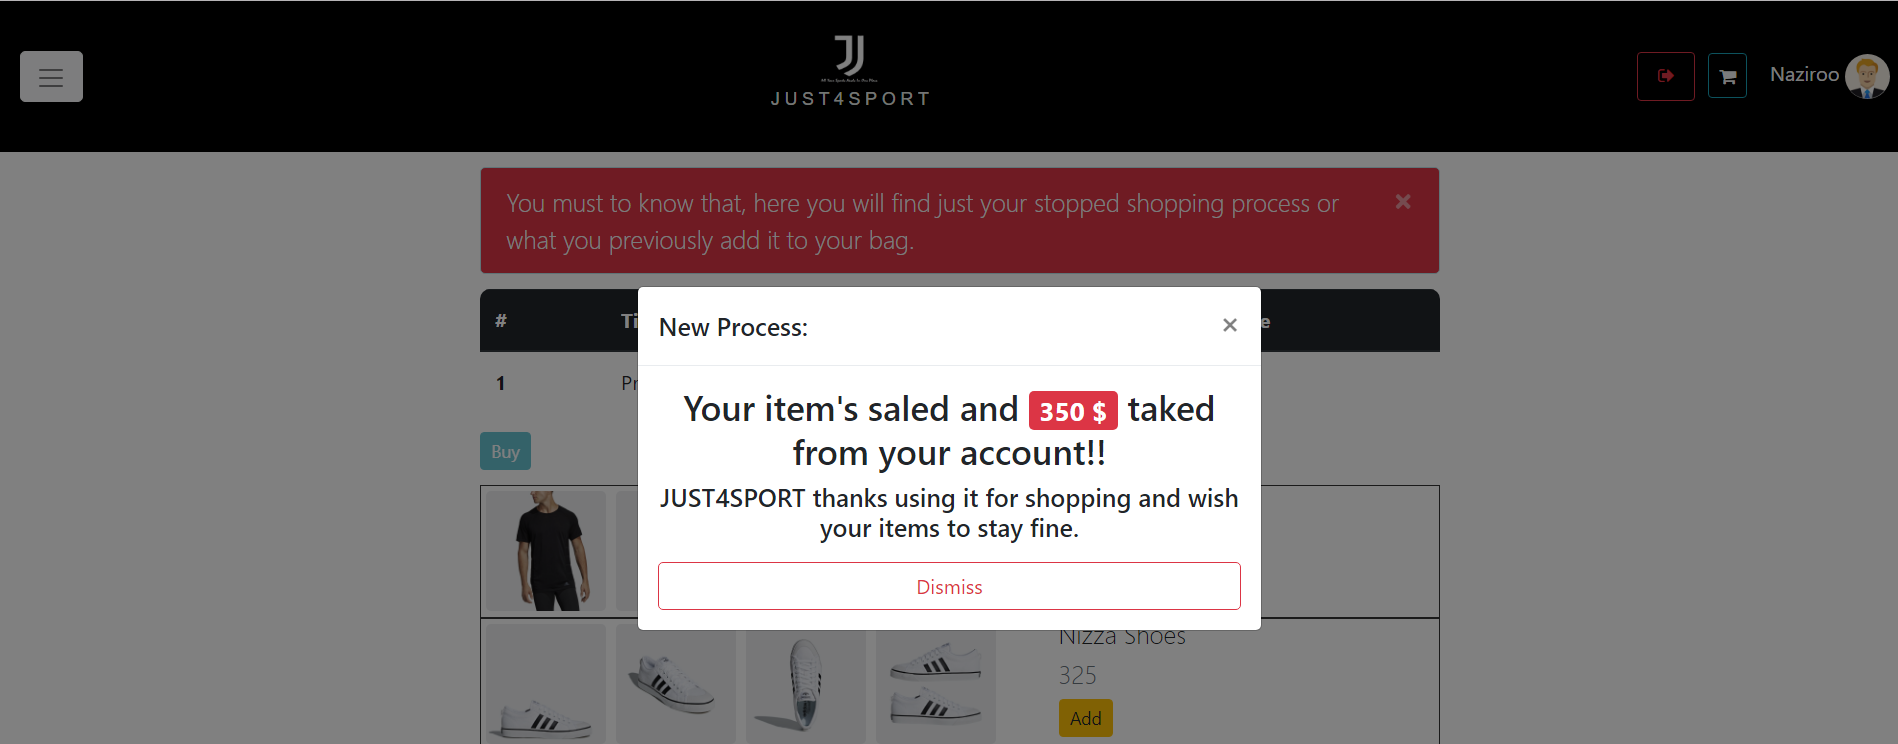 JUST4SPORT
Naziroo
You must to know that, here you will find just your stopped shopping process or
what you previously add it to your bag.
#
New Process:
1
Your item's saled and 350 $ taked
from your account!!
Buy
JUST4SPORT thanks using it for shopping and wish
your items to stay fine.
Dismiss
Nizza Shoes
325
Add